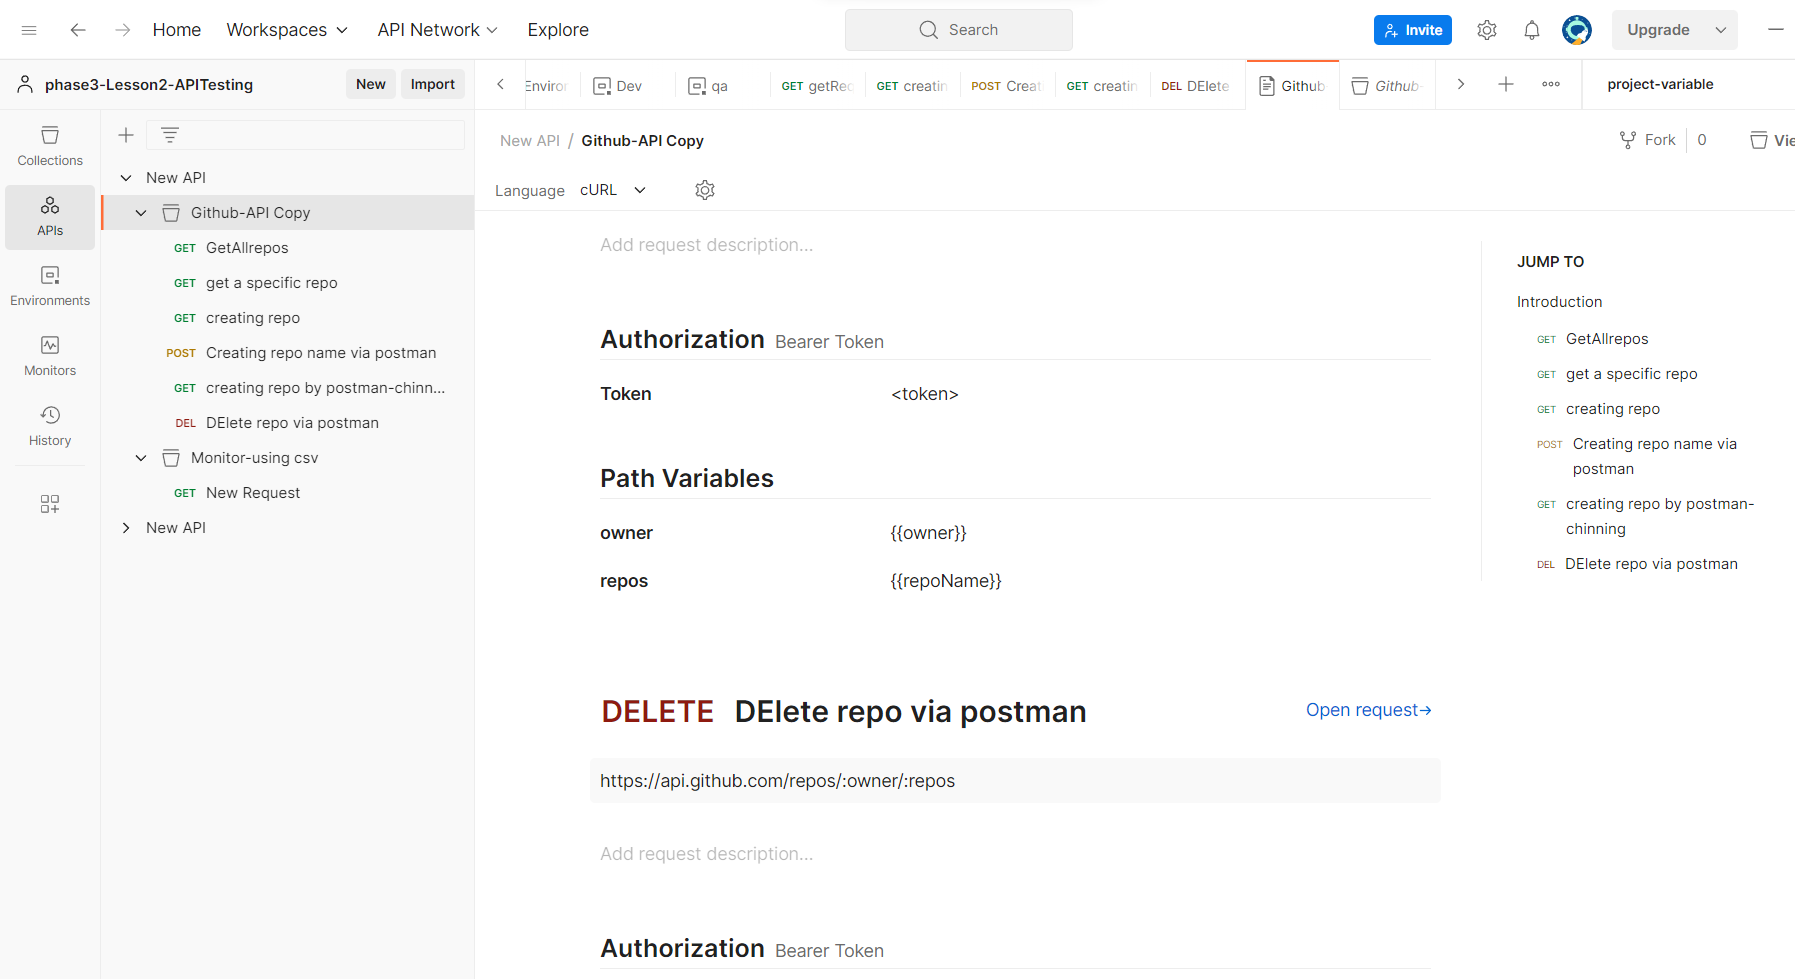 Home Workspaces API Network Explore Search Invite Upgrade
phase3-Lesson2-APITesting New Import
Enviror Dev qa GET getRec GET creatin POST Creat GET creatin DEL DElete Github Github- project-variable
Collections
APIs
Environments
Monitors
History
New API
Github-API Copy
GET GetAllrepos
GET get a specific repo
GET creating repo
POST Creating repo name via postman
GET creating repo by postman-chinn...
DEL DElete repo via postman
Monitor-using csv
GET New Request
New API
New API / Github-API Copy
Fork 0 Vie
Language cURL
Add request description...
Authorization Bearer Token
Token <token>
Path Variables
owner {{owner}}
repos {{repoName}}
DELETE DElete repo via postman Open request→
https://api.github.com/repos/:owner/:repos
Add request description...
Authorization Bearer Token
JUMP TO
Introduction
GET GetAllrepos
GET get a specific repo
GET creating repo
POST Creating repo name via
postman
GET creating repo by postman-
chinning
DEL DElete repo via postman